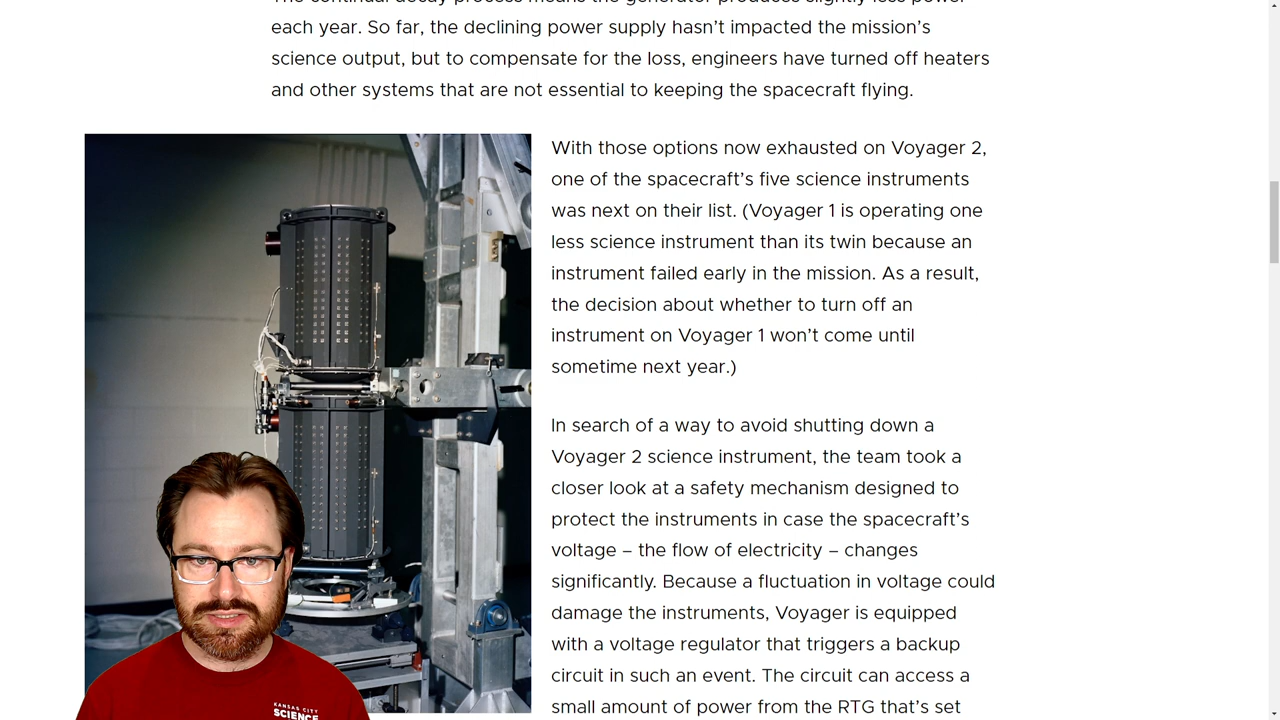 each year. So far, the declining power supply hasn’t impacted the mission’s
science output, but to compensate for the loss, engineers have turned off heaters
and other systems that are not essential to keeping the spacecraft flying.
With those options now exhausted on Voyager 2,
one of the spacecraft’s five science instruments
was next on their list. (Voyager 1 is operating one
less science instrument than its twin because an
instrument failed early in the mission. As a result,
the decision about whether to turn off an
instrument on Voyager 1 won’t come until
sometime next year.)
In search of a way to avoid shutting down a
Voyager 2 science instrument, the team took a
closer look at a safety mechanism designed to
protect the instruments in case the spacecraft’s
voltage – the flow of electricity – changes
significantly. Because a fluctuation in voltage could
damage the instruments, Voyager is equipped
with a voltage regulator that triggers a backup
circuit in such an event. The circuit can access a
small amount of power from the RTG that’s set
KANSAS CITY
SCIENCE